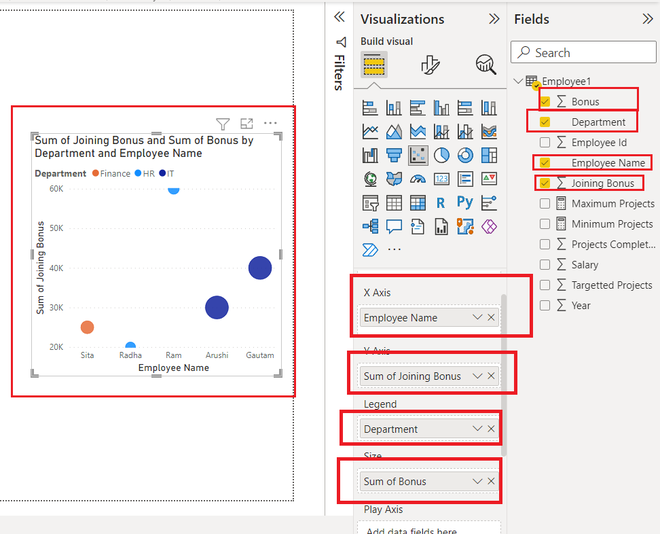 Sum of Joining Bonus and Sum of Bonus by
Department and Employee Name
Department Finance HR IT
60K
40K
30K
20K
Sum of Joining Bonus
Sita Radha Ram Arushi Gautam
Employee Name
Filters
Visualizations
Build visual
123
R Py
X Axis
Employee Name
Y Axis
Sum of Joining Bonus
Legend
Department
Size
Sum of Bonus
Play Axis
Add data fields here
Fields
Search
Employee1
Bonus
Department
Employee Id
Employee Name
Joining Bonus
Maximum Projects
Minimum Projects
Projects Complet...
Salary
Targetted Projects
Year